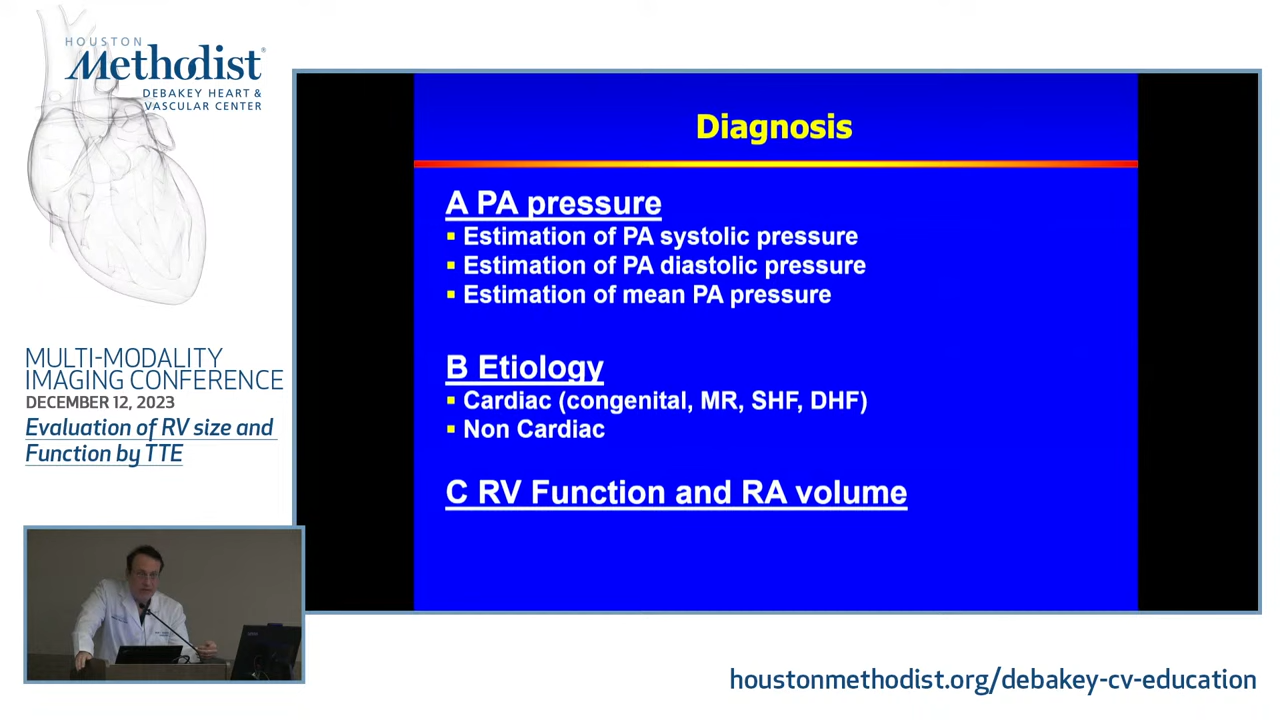 HOUSTON
Methodist®
DEBAKEY HEART &
VASCULAR CENTER
MULTI-MODALITY
IMAGING CONFERENCE
DECEMBER 12, 2023
Evaluation of RV size and
Function by TTE
Diagnosis
A PA pressure
▪ Estimation of PA systolic pressure
▪ Estimation of PA diastolic pressure
▪ Estimation of mean PA pressure
B Etiology
▪ Cardiac (congenital, MR, SHF, DHF)
▪ Non Cardiac
C RV Function and RA volume
houstonmethodist.org/debakey-cv-education